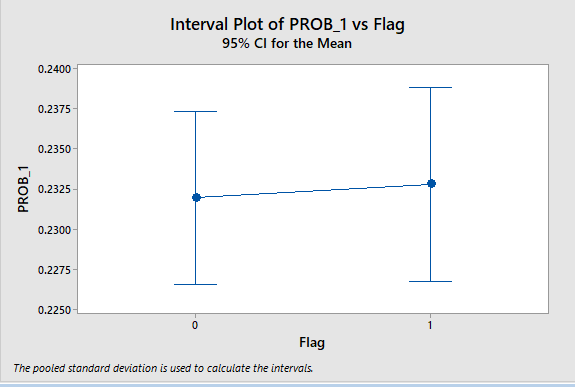 Interval Plot of PROB_1 vs Flag
95% CI for the Mean
0.2400
0.2375
0.2350
0.2325
0.2300
0.2275
0.2250
PROB_1
0 1
Flag
The pooled standard deviation is used to calculate the intervals.